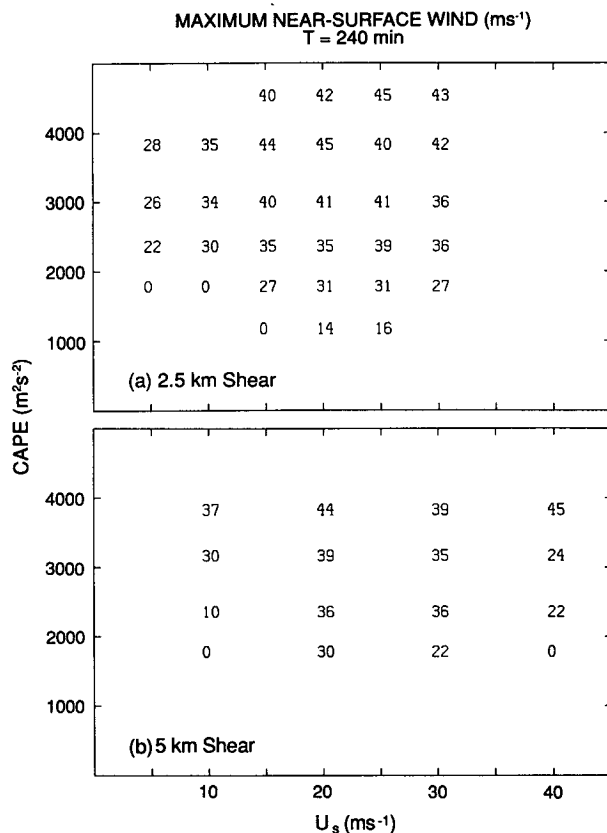 MAXIMUM NEAR-SURFACE WIND (ms⁻¹)
T = 240 min
40 42 45 43
4000
28 35 44 45 40 42
3000
26 34 40 41 41 36
22 30 35 35 39 36
2000
0 0 27 31 31 27
0 14 16
1000
(a) 2.5 km Shear
CAPE (m²s⁻²)
4000
37 44 39 45
3000
30 39 35 24
10 36 36 22
2000
0 30 22 0
1000
(b) 5 km Shear
10 20 30 40
Uₛ (ms⁻¹)